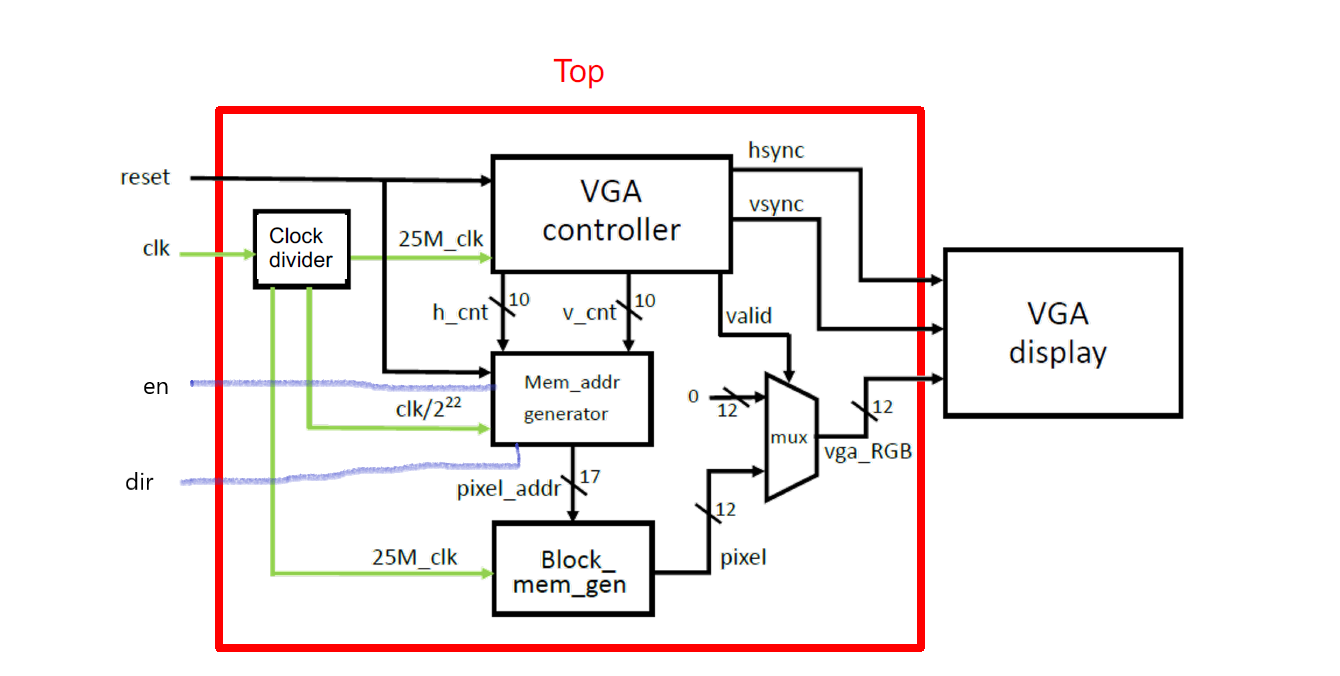 Top
hsync
reset
VGA
controller
vsync
clk
Clock
divider
25M_clk
h_cnt
10
v_cnt
10
valid
VGA
display
en
Mem_addr
generator
clk/2²²
0
12
12
mux
vga_RGB
dir
pixel_addr
17
12
25M_clk
Block_
mem_gen
pixel